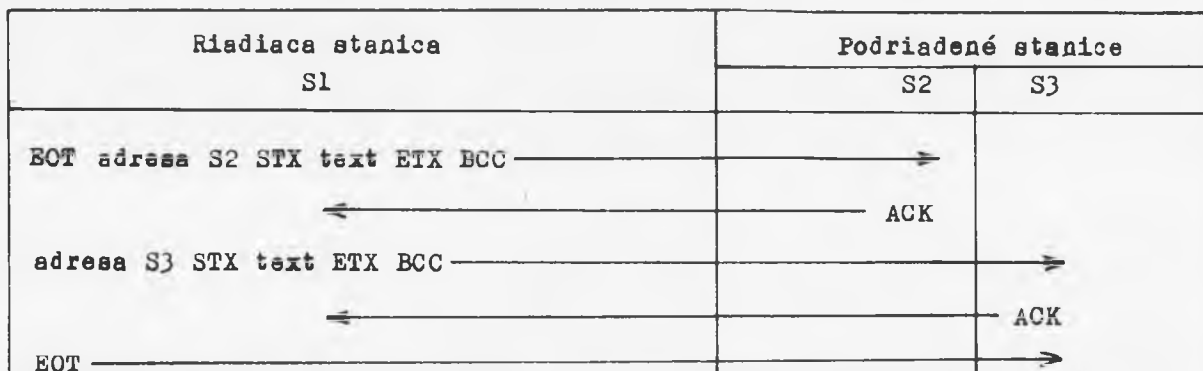 Riadiaca stanica
Podriadené stanice
S1
S2
S3
EOT adresa S2 STX text ETX BCC
ACK
adresa S3 STX text ETX BCC
ACK
EOT